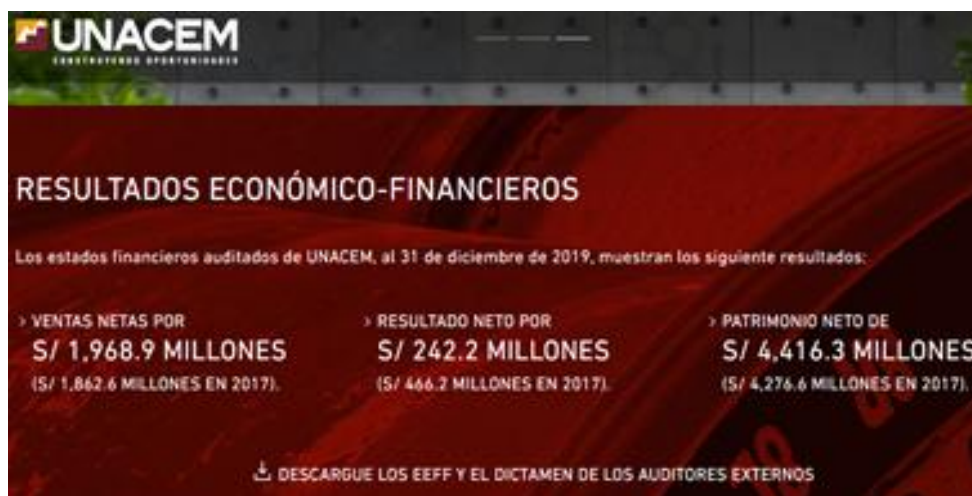 UNACEM
CONSTRUYENDO OPORTUNIDADES
RESULTADOS ECONÓMICO-FINANCIEROS
Los estados financieros auditados de UNACEM, al 31 de diciembre de 2019, muestran los siguiente resultados:
> VENTAS NETAS POR
S/ 1,968.9 MILLONES
(S/ 1,862.6 MILLONES EN 2017).
> RESULTADO NETO POR
S/ 242.2 MILLONES
(S/ 466.2 MILLONES EN 2017).
> PATRIMONIO NETO DE
S/ 4,416.3 MILLONES
(S/ 4,276.6 MILLONES EN 2017).
DESCARGUE LOS EEFF Y EL DICTAMEN DE LOS AUDITORES EXTERNOS